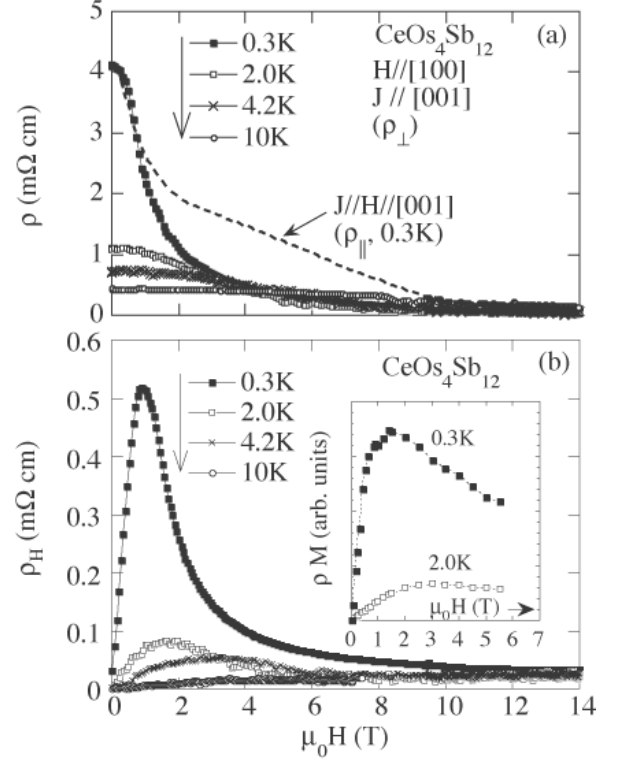 5
4
3
2
1
0
ρ (mΩ cm)
0.3K
2.0K
4.2K
10K
CeOs4Sb12
(a)
H//[100]
J // [001]
(ρ⊥)
J//H//[001]
(ρ||, 0.3K)
0.6
0.5
0.4
0.3
0.2
0.1
0
ρH (mΩ cm)
0.3K
2.0K
4.2K
10K
CeOs4Sb12
(b)
ρ M (arb. units)
0.3K
2.0K
μ0H (T)
0 1 2 3 4 5 6 7
0 2 4 6 8 10 12 14
μ0H (T)